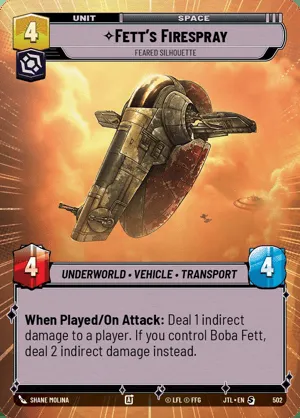 UNIT
SPACE
4
✧FETT'S FIRESPRAY
FEARED SILHOUETTE
4
4
UNDERWORLD • VEHICLE • TRANSPORT
When Played/On Attack: Deal 1 indirect
damage to a player. If you control Boba Fett,
deal 2 indirect damage instead.
SHANE MOLINA
© LFL © FFG
JTL • EN
502